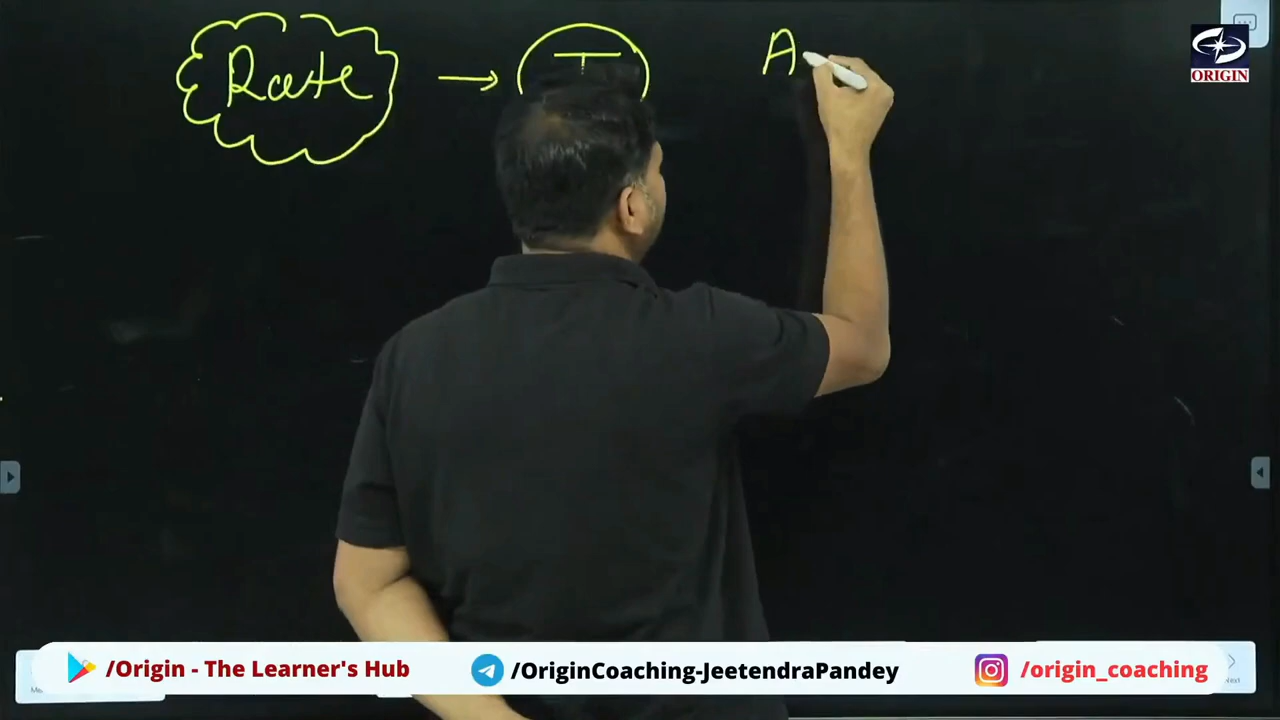 Rate → T A
ORIGIN
/Origin - The Learner's Hub /OriginCoaching-JeetendraPandey /origin_coaching